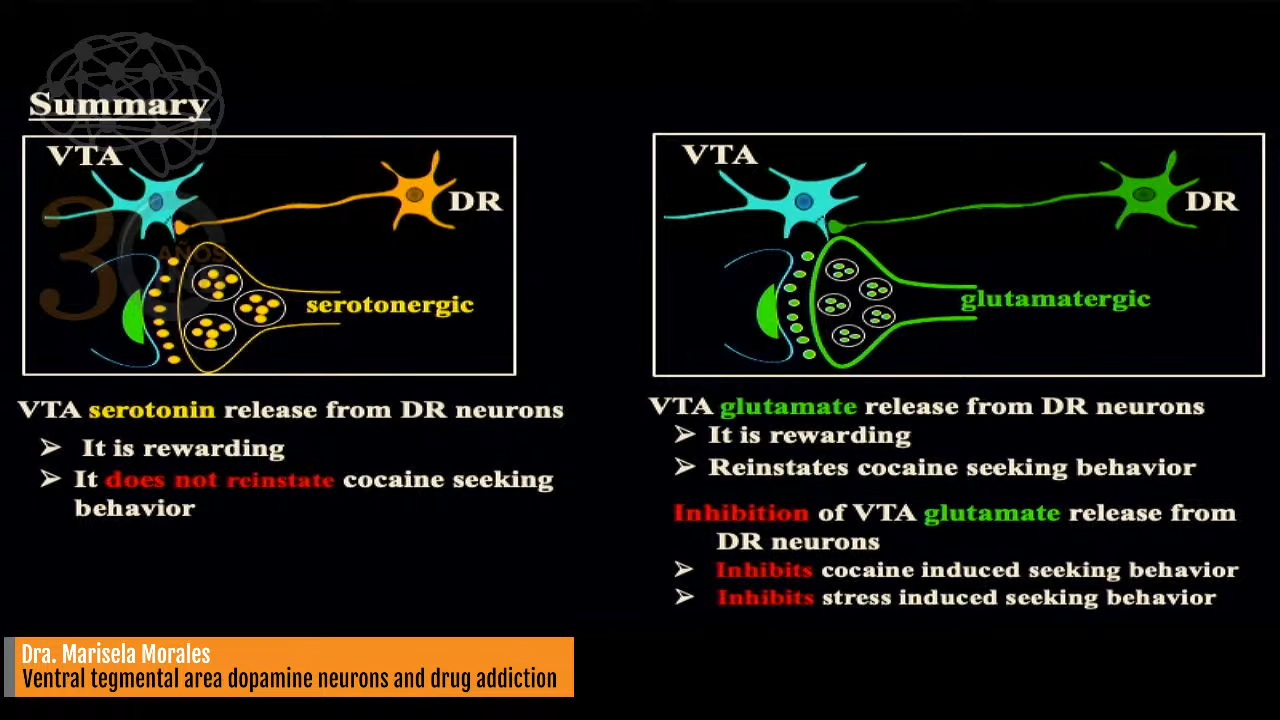 Summary
VTA
DR
30
AÑOS
serotonergic
VTA serotonin release from DR neurons
➢ It is rewarding
➢ It does not reinstate cocaine seeking
behavior
VTA
DR
glutamatergic
VTA glutamate release from DR neurons
➢ It is rewarding
➢ Reinstates cocaine seeking behavior
Inhibition of VTA glutamate release from
DR neurons
➢ Inhibits cocaine induced seeking behavior
➢ Inhibits stress induced seeking behavior
Dra. Marisela Morales
Ventral tegmental area dopamine neurons and drug addiction